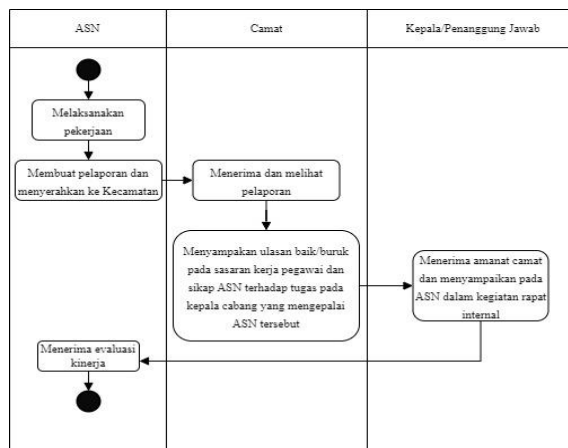 ASN
Camat
Kepala/Penanggung Jawab
Melaksanakan
pekerjaan
Membuat pelaporan dan
menyerahkan ke Kecamatan
Menerima dan melihat
pelaporan
Menyampakan ulasan baik/buruk
pada sasaran kerja pegawai dan
sikap ASN terhadap tugas pada
kepala cabang yang mengepalai
ASN tersebut
Menerima amanat camat
dan menyampaikan pada
ASN dalam kegiatan rapat
internal
Menerima evaluasi
kinerja